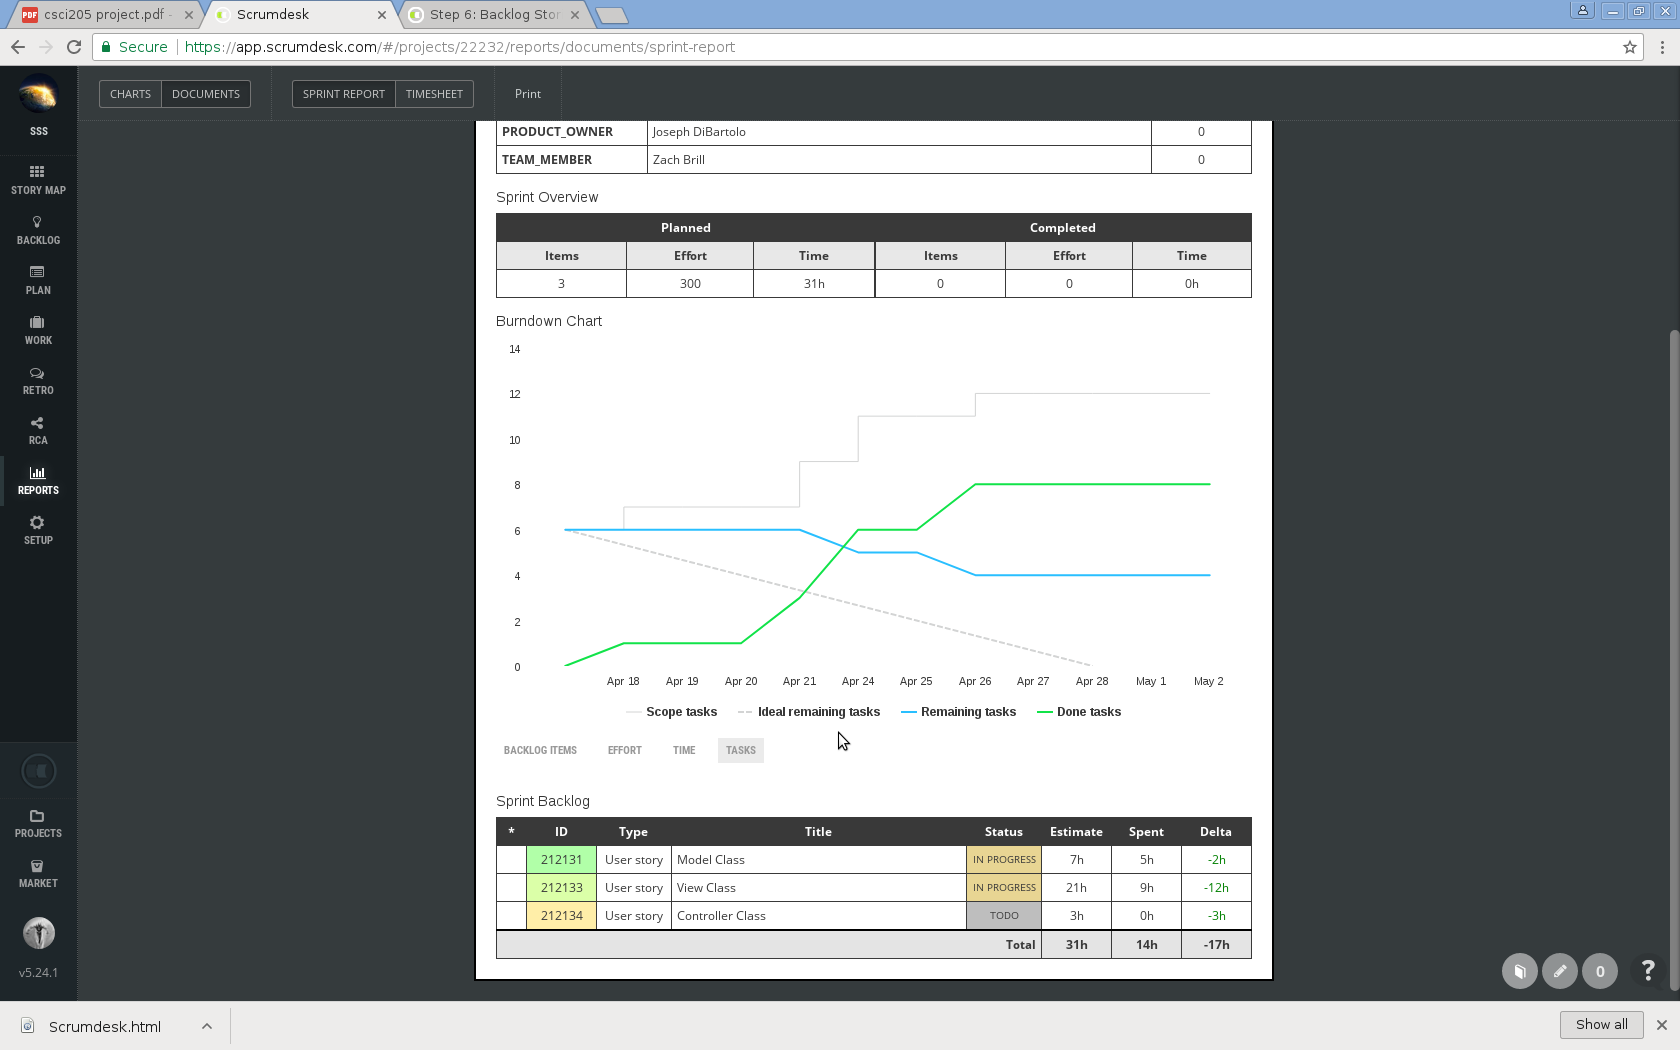 csci205 project.pdf -
Scrumdesk
Step 6: Backlog Stor
Secure
https://app.scrumdesk.com/#/projects/22232/reports/documents/sprint-report
SSS
STORY MAP
BACKLOG
PLAN
WORK
RETRO
RCA
REPORTS
SETUP
PROJECTS
MARKET
v5.24.1
CHARTS DOCUMENTS SPRINT REPORT TIMESHEET Print
PRODUCT_OWNER Joseph DiBartolo 0
TEAM_MEMBER Zach Brill 0
Sprint Overview
Planned Completed
Items Effort Time Items Effort Time
3 300 31h 0 0 0h
Burndown Chart
14
12
10
8
6
4
2
0
Apr 18 Apr 19 Apr 20 Apr 21 Apr 24 Apr 25 Apr 26 Apr 27 Apr 28 May 1 May 2
Scope tasks Ideal remaining tasks Remaining tasks Done tasks
BACKLOG ITEMS EFFORT TIME TASKS
Sprint Backlog
* ID Type Title Status Estimate Spent Delta
212131 User story Model Class IN PROGRESS 7h 5h -2h
212133 User story View Class IN PROGRESS 21h 9h -12h
212134 User story Controller Class TODO 3h 0h -3h
Total 31h 14h -17h
0 ?
Scrumdesk.html
Show all